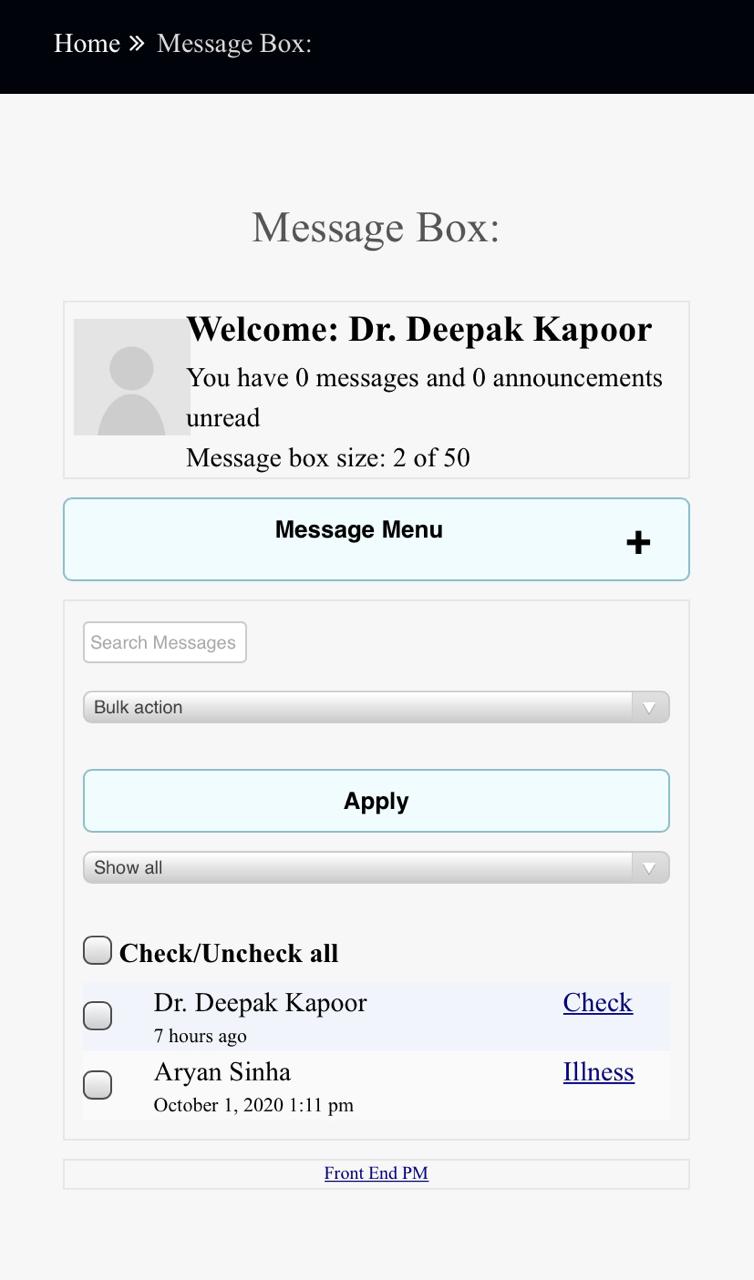 Home » Message Box:
Message Box:
Welcome: Dr. Deepak Kapoor
You have 0 messages and 0 announcements
unread
Message box size: 2 of 50
Message Menu
Search Messages
Bulk action
Apply
Show all
Check/Uncheck all
Dr. Deepak Kapoor Check
7 hours ago
Aryan Sinha Illness
October 1, 2020 1:11 pm
Front End PM